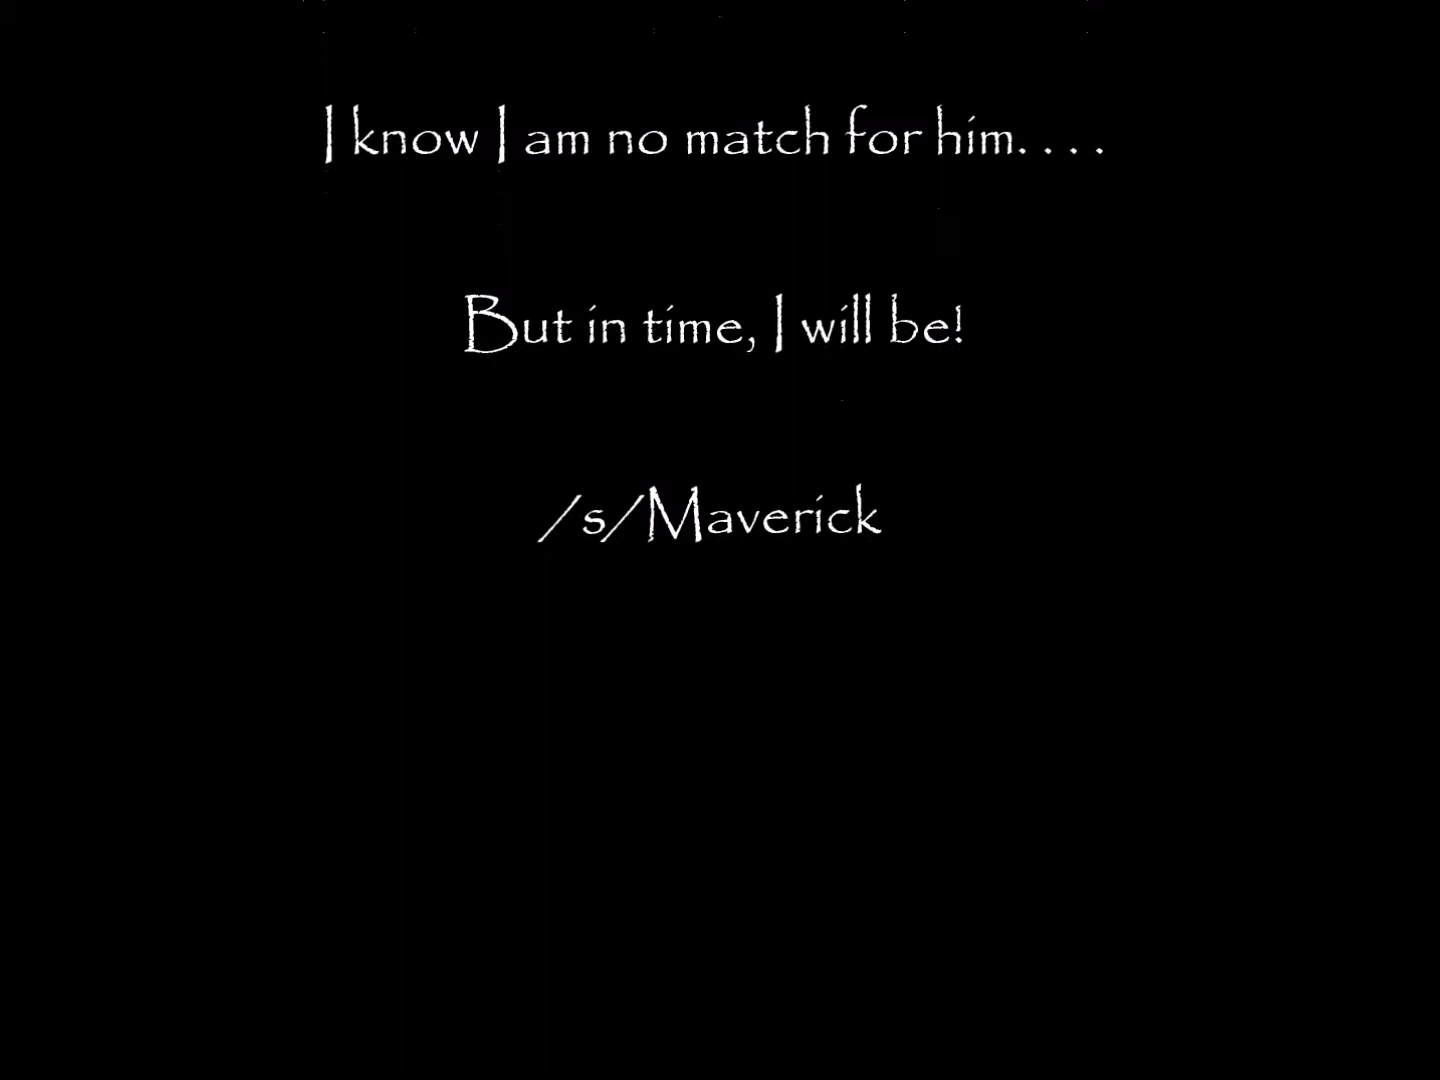 I know I am no match for him. . . .
But in time, I will be!
/s/Maverick